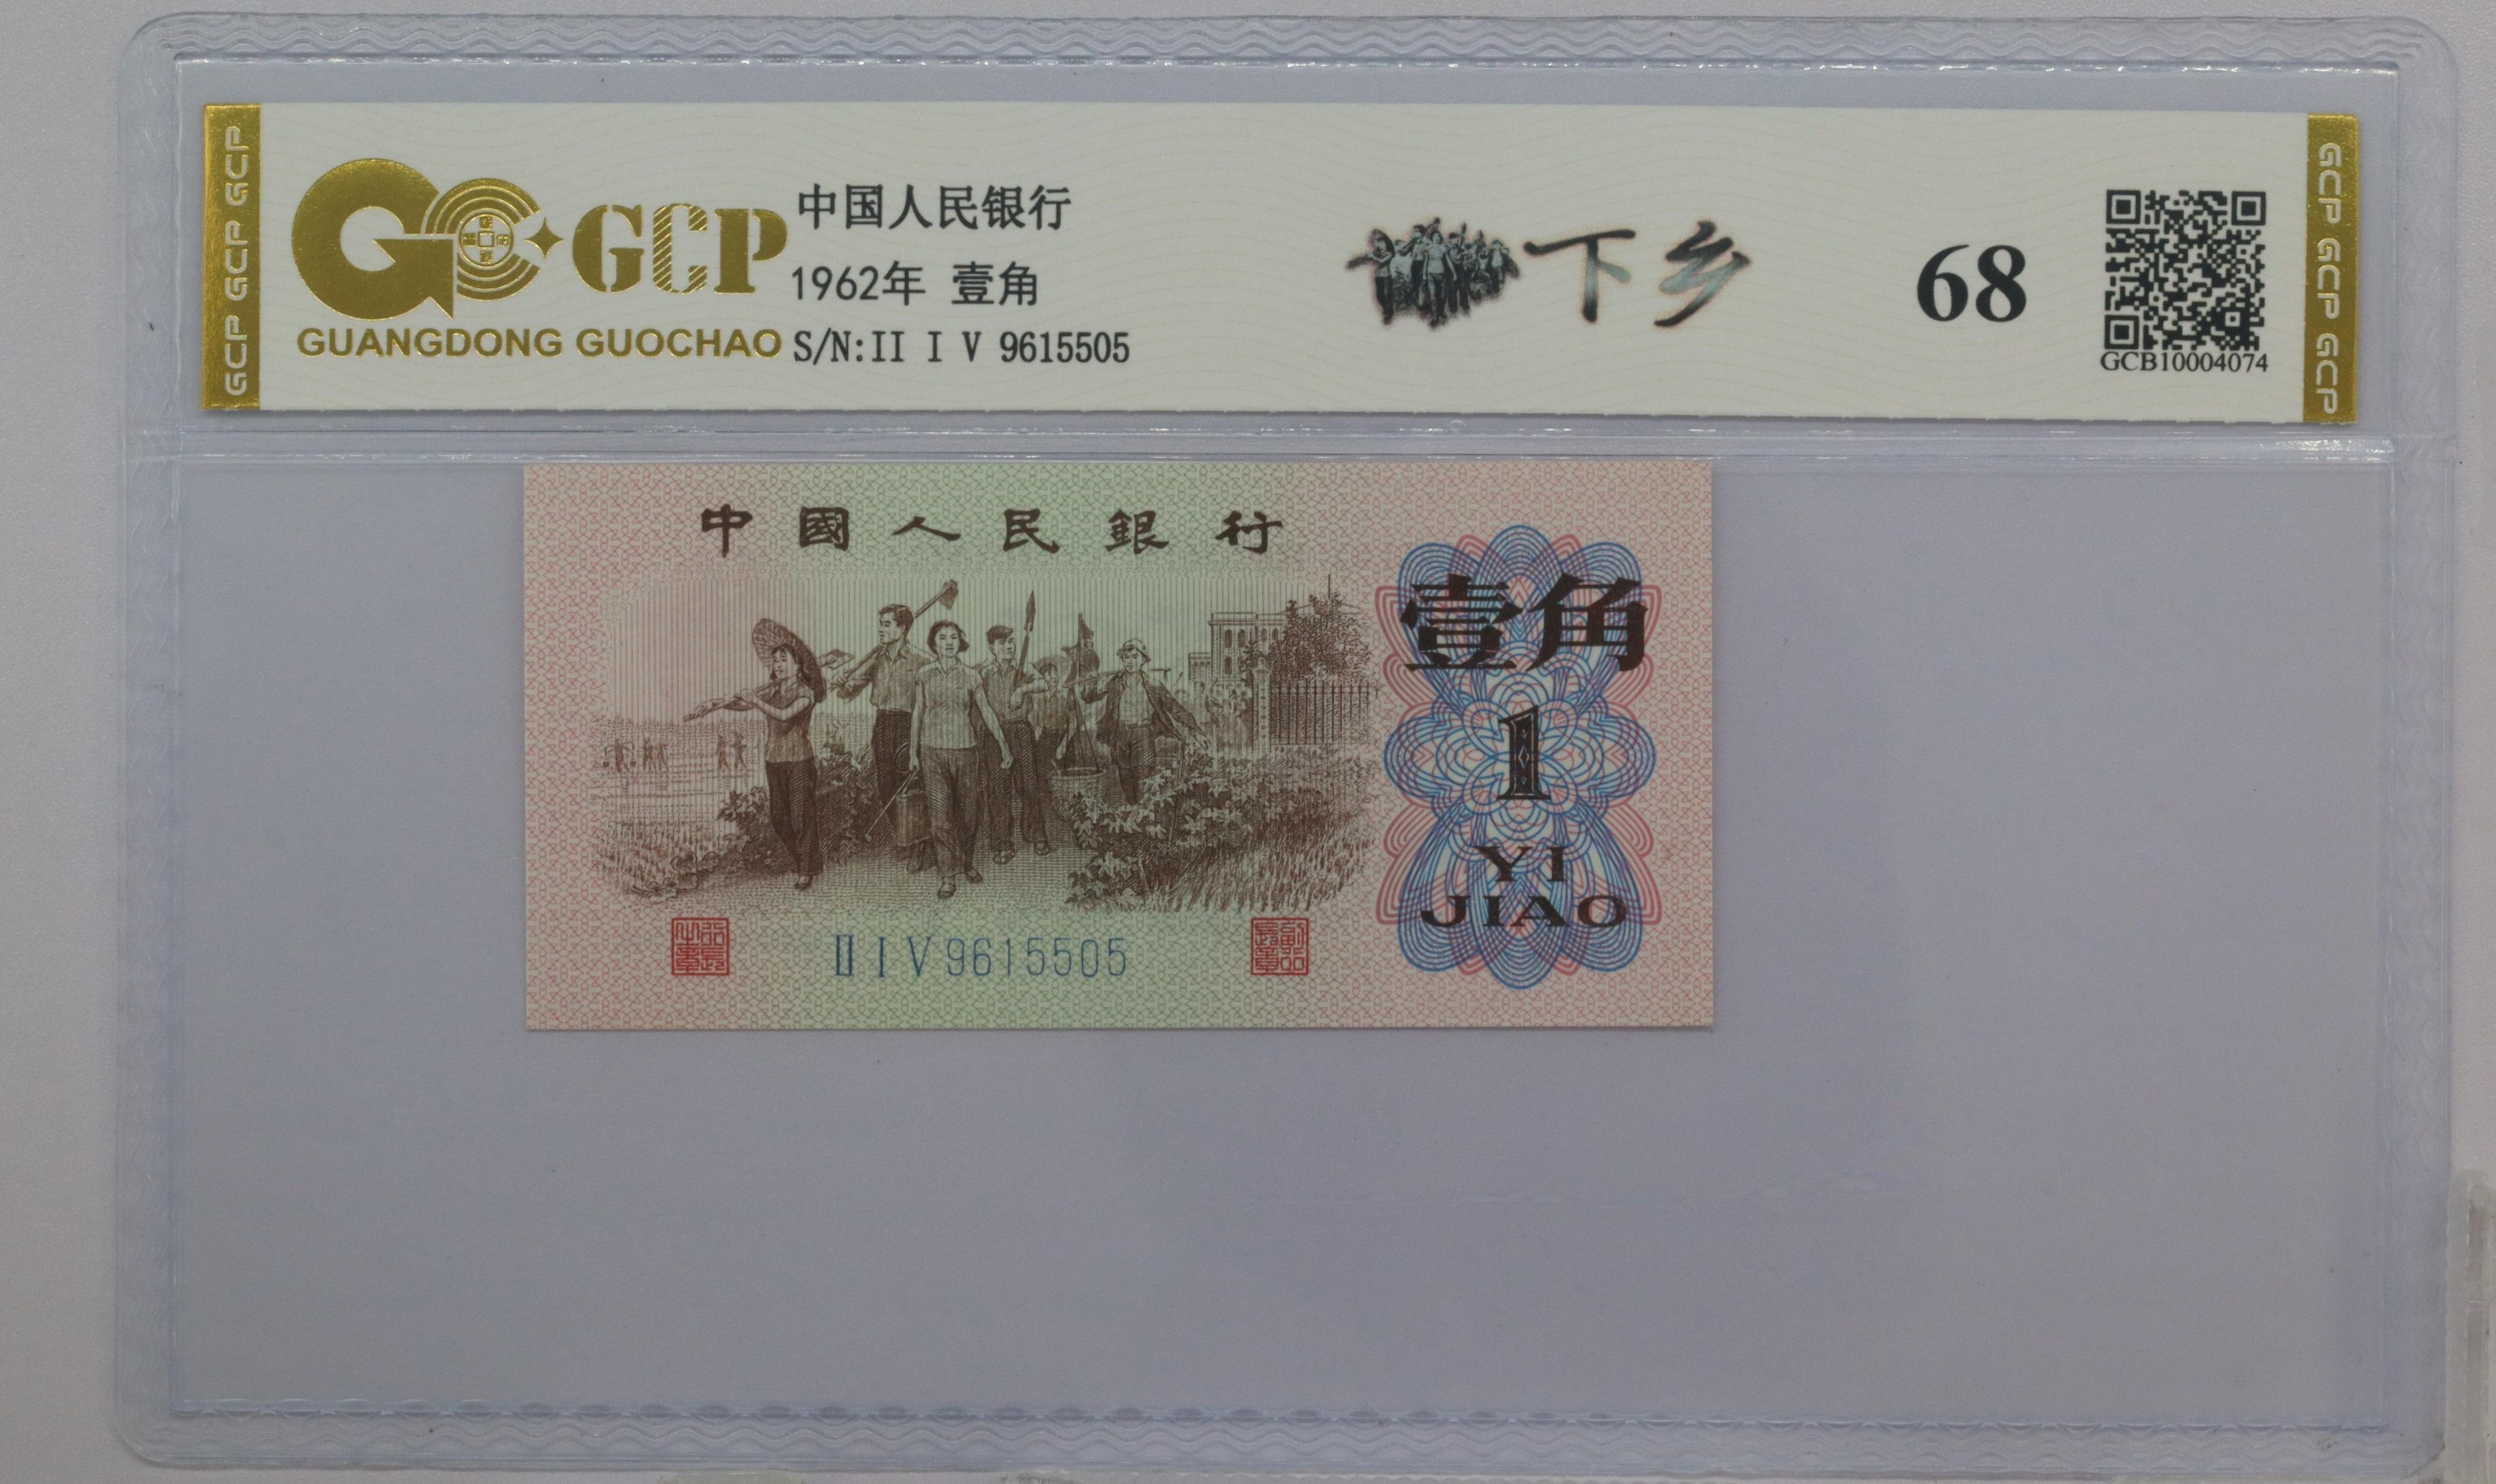 GCP GCP GCP
GCP
GUANGDONG GUOCHAO
中国人民银行
1962年 壹角
S/N:II I V 9615505
下乡
68
GCB10004074
GCP GCP GCP
中國人民銀行
壹角
1
YI
JIAO
II I V 9615505